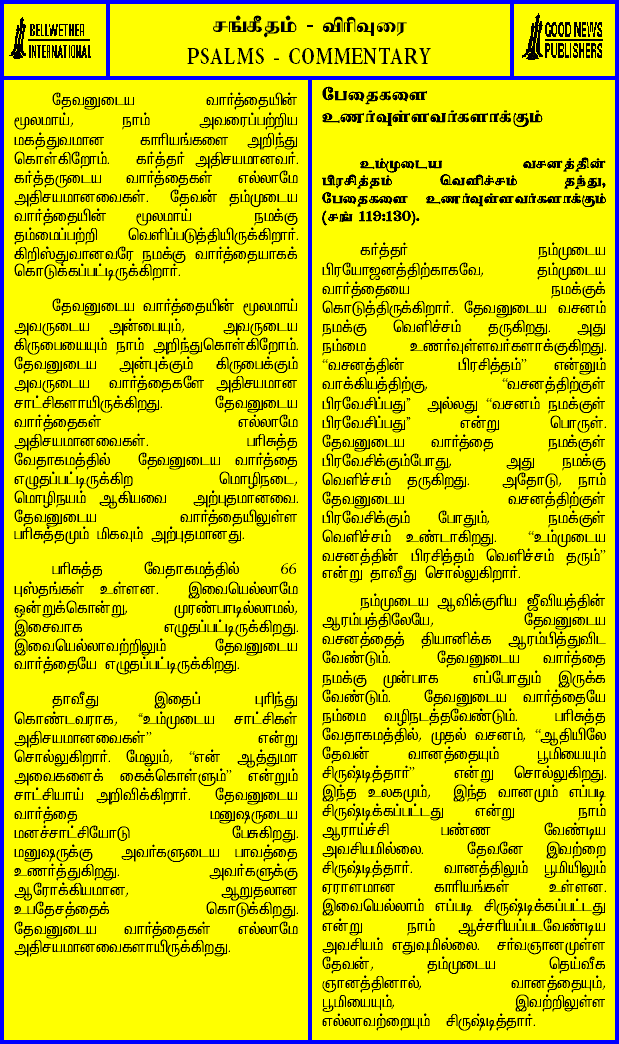 BELLWETHER
INTERNATIONAL
சங்கீதம் - விரிவுரை
PSALMS - COMMENTARY
GOOD NEWS
PUBLISHERS
தேவனுடைய வார்த்தையின்
மூலமாய், நாம் அவரைப்பற்றிய
மகத்துவமான காரியங்களை அறிந்து
கொள்கிறோம். கர்த்தர் அதிசயமானவர்.
கர்த்தருடைய வார்த்தைகள் எல்லாமே
அதிசயமானவைகள். தேவன் தம்முடைய
வார்த்தையின் மூலமாய் நமக்கு
தம்மைப்பற்றி வெளிப்படுத்தியிருக்கிறார்.
கிறிஸ்துவானவரே நமக்கு வார்த்தையாகக்
கொடுக்கப்பட்டிருக்கிறார்.
தேவனுடைய வார்த்தையின் மூலமாய்
அவருடைய அன்பையும், அவருடைய
கிருபையையும் நாம் அறிந்துகொள்கிறோம்.
தேவனுடைய அன்புக்கும் கிருபைக்கும்
அவருடைய வார்த்தைகளே அதிசயமான
சாட்சிகளாயிருக்கிறது. தேவனுடைய
வார்த்தைகள் எல்லாமே
அதிசயமானவைகள். பரிசுத்த
வேதாகமத்தில் தேவனுடைய வார்த்தை
எழுதப்பட்டிருக்கிற மொழிநடை,
மொழிநயம் ஆகியவை அற்புதமானவை.
தேவனுடைய வார்த்தையிலுள்ள
பரிசுத்தமும் மிகவும் அற்புதமானது.
பரிசுத்த வேதாகமத்தில் 66
புஸ்தங்கள் உள்ளன. இவையெல்லாமே
ஒன்றுக்கொன்று, முரண்பாடில்லாமல்,
இசைவாக எழுதப்பட்டிருக்கிறது.
இவையெல்லாவற்றிலும் தேவனுடைய
வார்த்தையே எழுதப்பட்டிருக்கிறது.
தாவீது இதைப் புரிந்து
கொண்டவராக, “உம்முடைய சாட்சிகள்
அதிசயமானவைகள்” என்று
சொல்லுகிறார். மேலும், “என் ஆத்துமா
அவைகளைக் கைக்கொள்ளும்” என்றும்
சாட்சியாய் அறிவிக்கிறார். தேவனுடைய
வார்த்தை மனுஷருடைய
மனச்சாட்சியோடு பேசுகிறது.
மனுஷருக்கு அவர்களுடைய பாவத்தை
உணர்த்துகிறது. அவர்களுக்கு
ஆரோக்கியமான, ஆறுதலான
உபதேசத்தைக் கொடுக்கிறது.
தேவனுடைய வார்த்தைகள் எல்லாமே
அதிசயமானவைகளாயிருக்கிறது.
பேதைகளை
உணர்வுள்ளவர்களாக்கும்
உம்முடைய வசனத்தின்
பிரசித்தம் வெளிச்சம் தந்து,
பேதைகளை உணர்வுள்ளவர்களாக்கும்
(சங் 119:130).
கர்த்தர் நம்முடைய
பிரயோஜனத்திற்காகவே, தம்முடைய
வார்த்தையை நமக்குக்
கொடுத்திருக்கிறார். தேவனுடைய வசனம்
நமக்கு வெளிச்சம் தருகிறது. அது
நம்மை உணர்வுள்ளவர்களாக்குகிறது.
“வசனத்தின் பிரசித்தம்” என்னும்
வாக்கியத்திற்கு, “வசனத்திற்குள்
பிரவேசிப்பது” அல்லது “வசனம் நமக்குள்
பிரவேசிப்பது” என்று பொருள்.
தேவனுடைய வார்த்தை நமக்குள்
பிரவேசிக்கும்போது, அது நமக்கு
வெளிச்சம் தருகிறது. அதோடு, நாம்
தேவனுடைய வசனத்திற்குள்
பிரவேசிக்கும் போதும், நமக்குள்
வெளிச்சம் உண்டாகிறது. “உம்முடைய
வசனத்தின் பிரசித்தம் வெளிச்சம் தரும்”
என்று தாவீது சொல்லுகிறார்.
நம்முடைய ஆவிக்குரிய ஜீவியத்தின்
ஆரம்பத்திலேயே, தேவனுடைய
வசனத்தைத் தியானிக்க ஆரம்பித்துவிட
வேண்டும். தேவனுடைய வார்த்தை
நமக்கு முன்பாக எப்போதும் இருக்க
வேண்டும். தேவனுடைய வார்த்தையே
நம்மை வழிநடத்தவேண்டும். பரிசுத்த
வேதாகமத்தில், முதல் வசனம், “ஆதியிலே
தேவன் வானத்தையும் பூமியையும்
சிருஷ்டித்தார்” என்று சொல்லுகிறது.
இந்த உலகமும், இந்த வானமும் எப்படி
சிருஷ்டிக்கப்பட்டது என்று நாம்
ஆராய்ச்சி பண்ண வேண்டிய
அவசியமில்லை. தேவனே இவற்றை
சிருஷ்டித்தார். வானத்திலும் பூமியிலும்
ஏராளமான காரியங்கள் உள்ளன.
இவையெல்லாம் எப்படி சிருஷ்டிக்கப்பட்டது
என்று நாம் ஆச்சரியப்படவேண்டிய
அவசியம் எதுவுமில்லை. சர்வஞானமுள்ள
தேவன், தம்முடைய தெய்வீக
ஞானத்தினால், வானத்தையும்,
பூமியையும், இவற்றிலுள்ள
எல்லாவற்றையும் சிருஷ்டித்தார்.